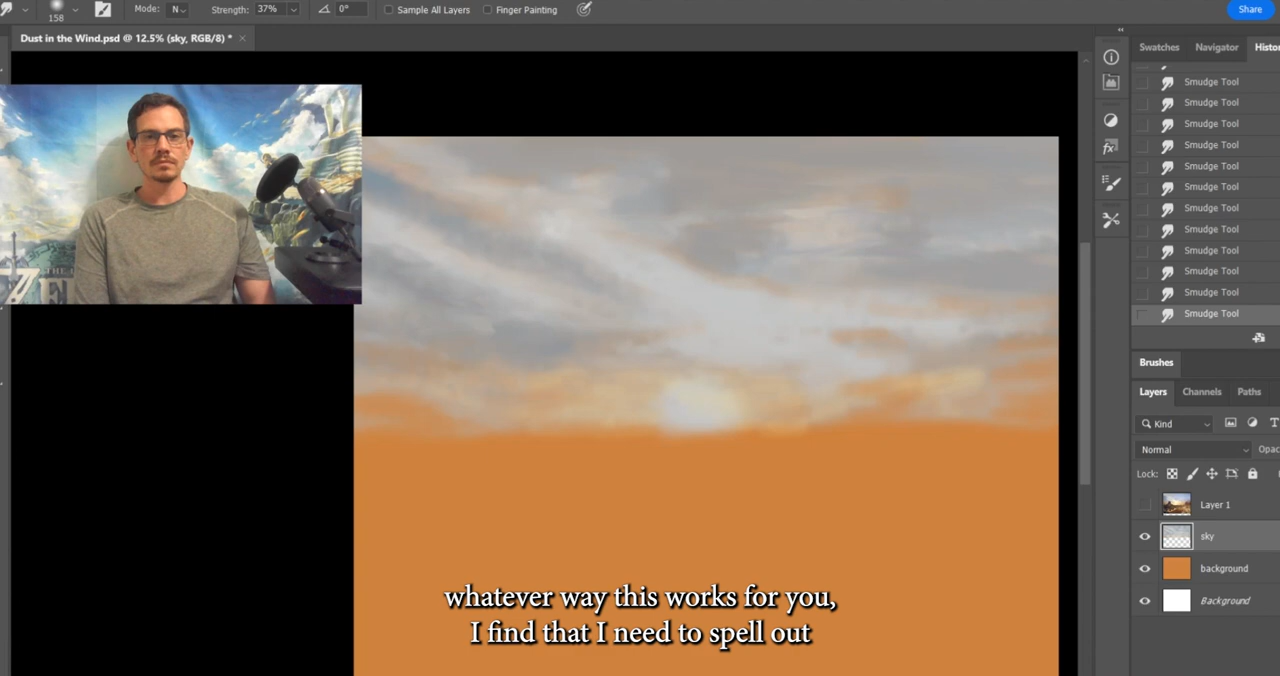 158
Mode: N
Strength: 37%
0°
Sample All Layers
Finger Painting
Share
Dust in the Wind.psd @ 12.5% (sky, RGB/8) *
Swatches
Navigator
Histo
Smudge Tool
Smudge Tool
Smudge Tool
Smudge Tool
Smudge Tool
Smudge Tool
Smudge Tool
Smudge Tool
Smudge Tool
Smudge Tool
Smudge Tool
Smudge Tool
Brushes
Layers
Channels
Paths
Kind
Normal
Opac
Lock:
Layer 1
sky
background
Background
whatever way this works for you,
I find that I need to spell out